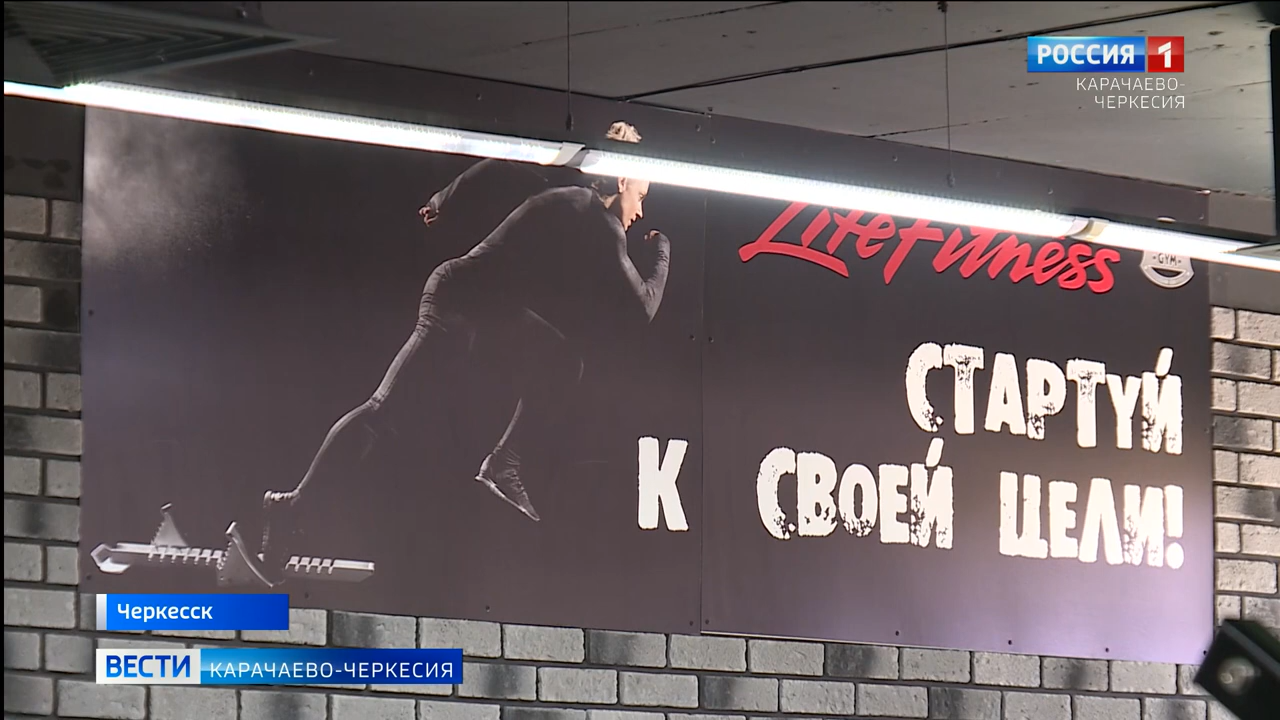 РОССИЯ 1
КАРАЧАЕВО-
ЧЕРКЕСИЯ
LifeFitness
GYM
СТАРТУЙ
К СВОЕЙ ЦЕЛИ!
Черкесск
ВЕСТИ КАРАЧАЕВО-ЧЕРКЕСИЯ